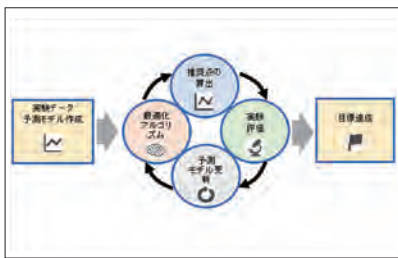 推奨点の
算出
実験データ
予測モデル作成
最適化
アルゴリ
ズム
実験
評価
目標達成
予測
モデル更
新